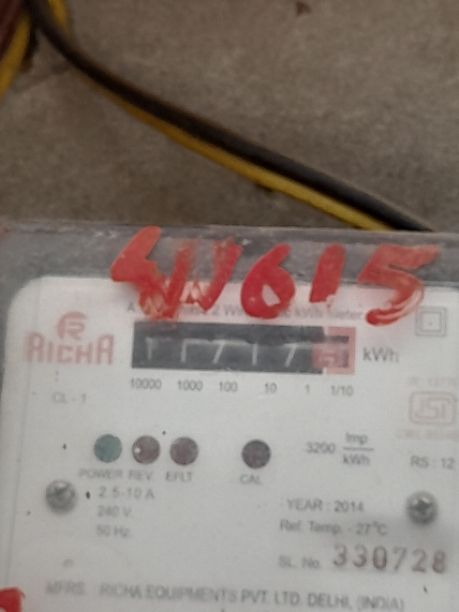 RICHA
kWh
10000 1000 100 10 1 1/10
CL - 1
3200 Imp/kWh
POWER REV. EFLT CAL
RS : 12
2.5-10 A
240 V.
50 Hz.
YEAR : 2014
Ref. Temp. - 27°C
SL. No. 330728
MFRS. : RICHA EQUIPMENTS PVT. LTD. DELHI, (INDIA)